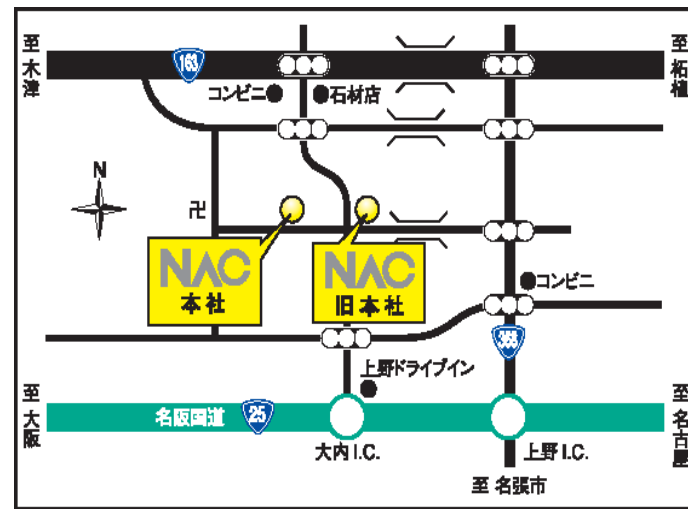 至木津
163
至柘植
コンビニ
石材店
N
卍
NAC
本社
NAC
旧本社
コンビニ
368
上野ドライブイン
至大阪
名阪国道
25
至名古屋
大内I.C.
上野I.C.
至 名張市